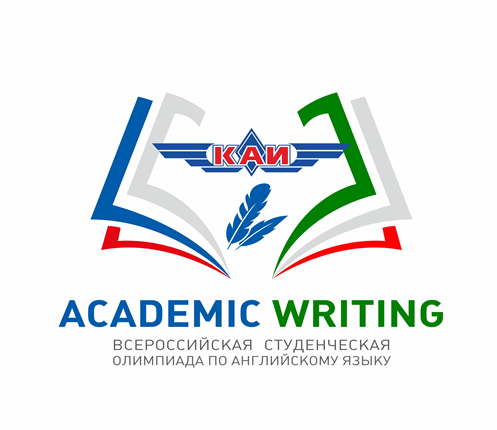 КАИ
ACADEMIC WRITING
ВСЕРОССИЙСКАЯ СТУДЕНЧЕСКАЯ
ОЛИМПИАДА ПО АНГЛИЙСКОМУ ЯЗЫКУ